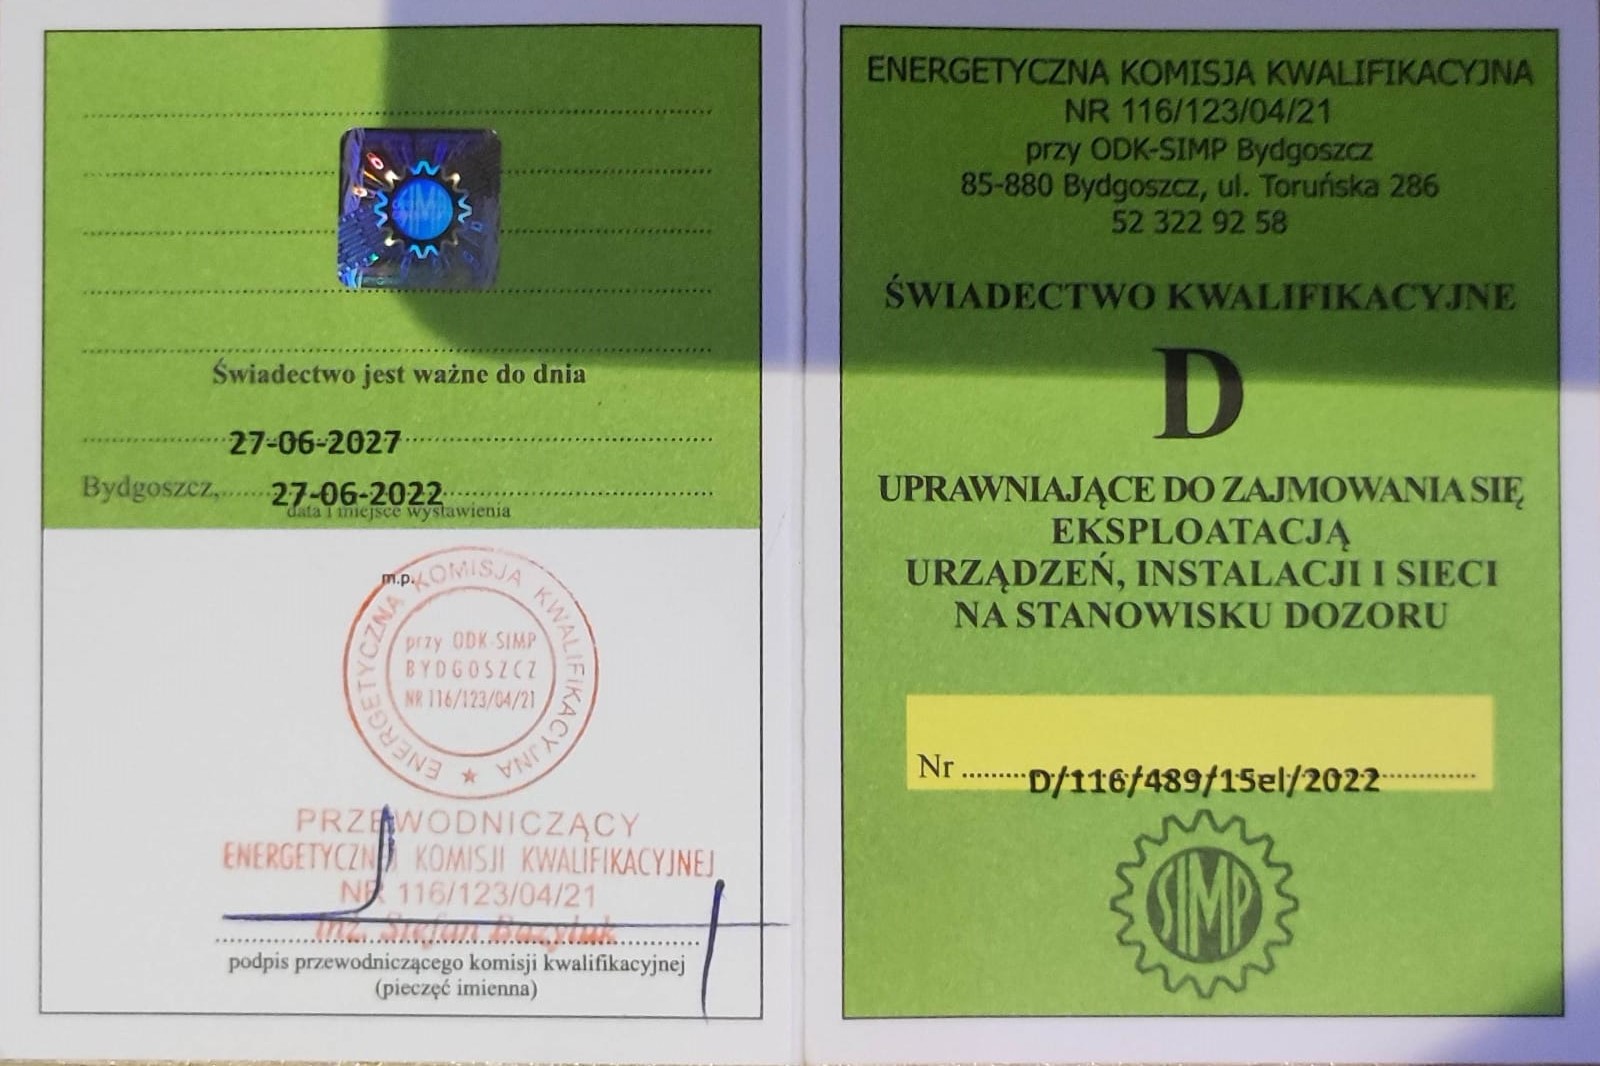 Świadectwo jest ważne do dnia
27-06-2027
Bydgoszcz, 27-06-2022
data i miejsce wystawienia
m.p.
ENERGETYCZNA KOMISJA KWALIFIKACYJNA
przy ODK-SIMP
BYDGOSZCZ
NR 116/123/04/21
PRZEWODNICZĄCY
ENERGETYCZNEJ KOMISJI KWALIFIKACYJNEJ
NR 116/123/04/21
inż. Stefan Bazyluk
podpis przewodniczącego komisji kwalifikacyjnej
(pieczęć imienna)
ENERGETYCZNA KOMISJA KWALIFIKACYJNA
NR 116/123/04/21
przy ODK-SIMP Bydgoszcz
85-880 Bydgoszcz, ul. Toruńska 286
52 322 92 58
ŚWIADECTWO KWALIFIKACYJNE
D
UPRAWNIAJĄCE DO ZAJMOWANIA SIĘ
EKSPLOATACJĄ
URZĄDZEŃ, INSTALACJI I SIECI
NA STANOWISKU DOZORU
Nr D/116/489/15el/2022
SIMP